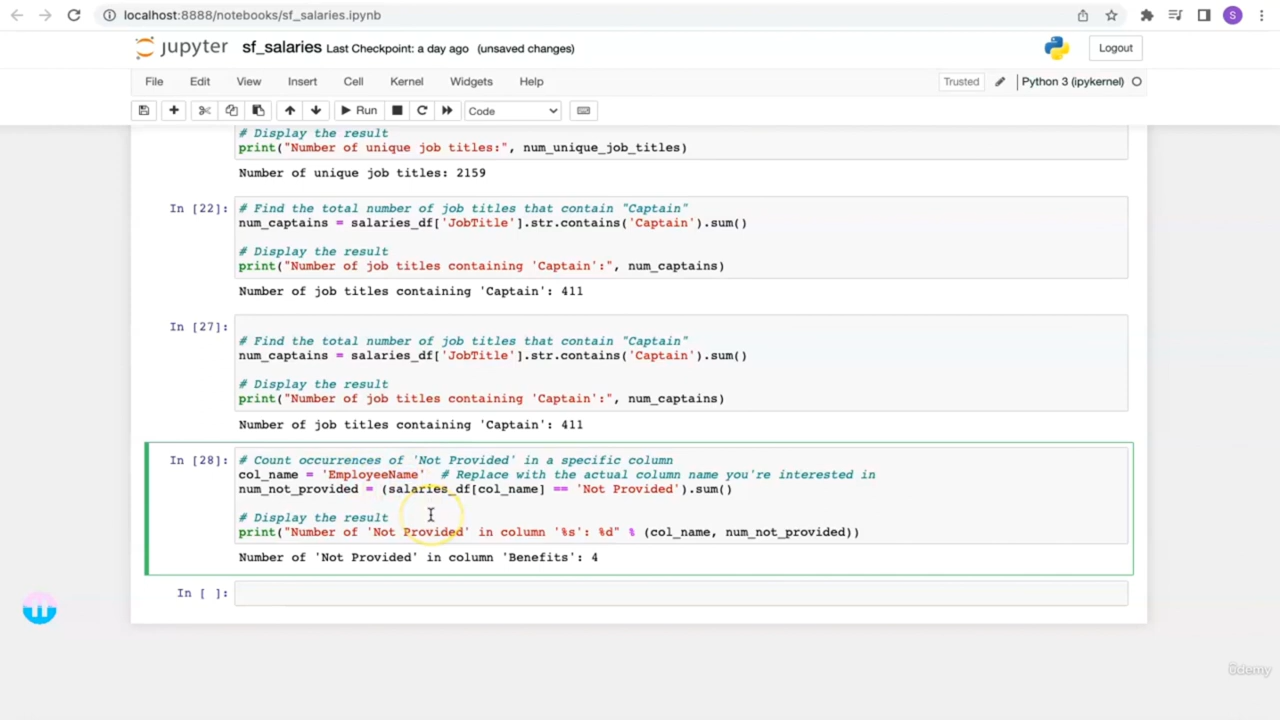 localhost:8888/notebooks/sf_salaries.ipynb
S
jupyter sf_salaries Last Checkpoint: a day ago (unsaved changes)
Logout
File Edit View Insert Cell Kernel Widgets Help
Trusted Python 3 (ipykernel)
Run Code
# Display the result
print("Number of unique job titles:", num_unique_job_titles)
Number of unique job titles: 2159
In [22]: # Find the total number of job titles that contain "Captain"
num_captains = salaries_df['JobTitle'].str.contains('Captain').sum()
# Display the result
print("Number of job titles containing 'Captain':", num_captains)
Number of job titles containing 'Captain': 411
In [27]:
# Find the total number of job titles that contain "Captain"
num_captains = salaries_df['JobTitle'].str.contains('Captain').sum()
# Display the result
print("Number of job titles containing 'Captain':", num_captains)
Number of job titles containing 'Captain': 411
In [28]: # Count occurrences of 'Not Provided' in a specific column
col_name = 'EmployeeName' # Replace with the actual column name you're interested in
num_not_provided = (salaries_df[col_name] == 'Not Provided').sum()
# Display the result
print("Number of 'Not Provided' in column '%s': %d" % (col_name, num_not_provided))
Number of 'Not Provided' in column 'Benefits': 4
In [ ]:
ûdemy